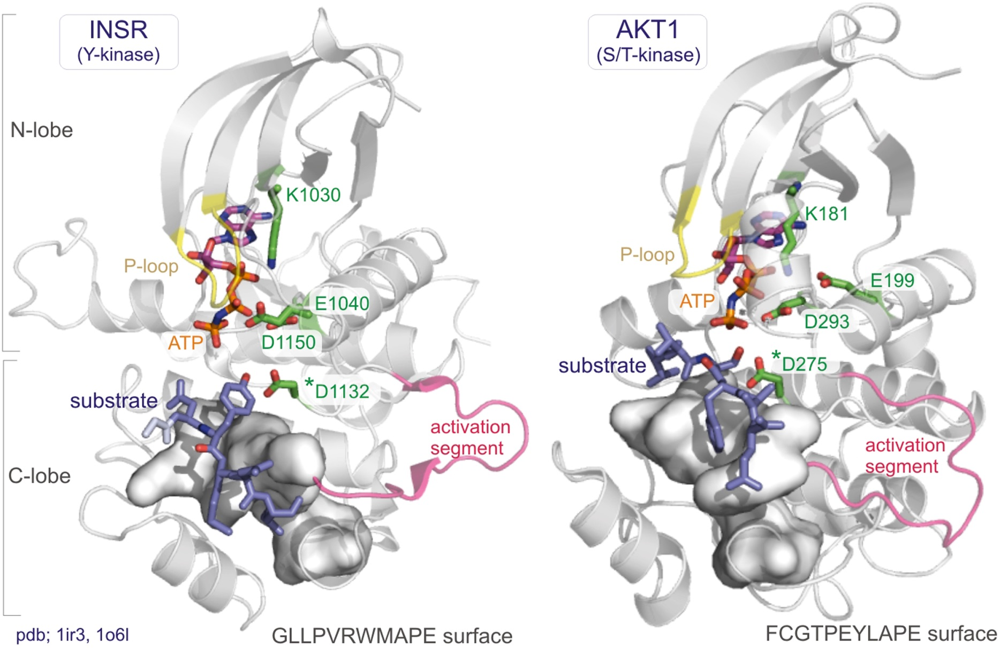 INSR
(Y-kinase)
N-lobe
K1030
P-loop
E1040
ATP
D1150
substrate
*D1132
activation
segment
C-lobe
pdb; 1ir3, 1o6l
GLLPVRWMAPE surface
AKT1
(S/T-kinase)
K181
P-loop
E199
ATP
D293
substrate
*D275
activation
segment
FCGTPEYLAPE surface